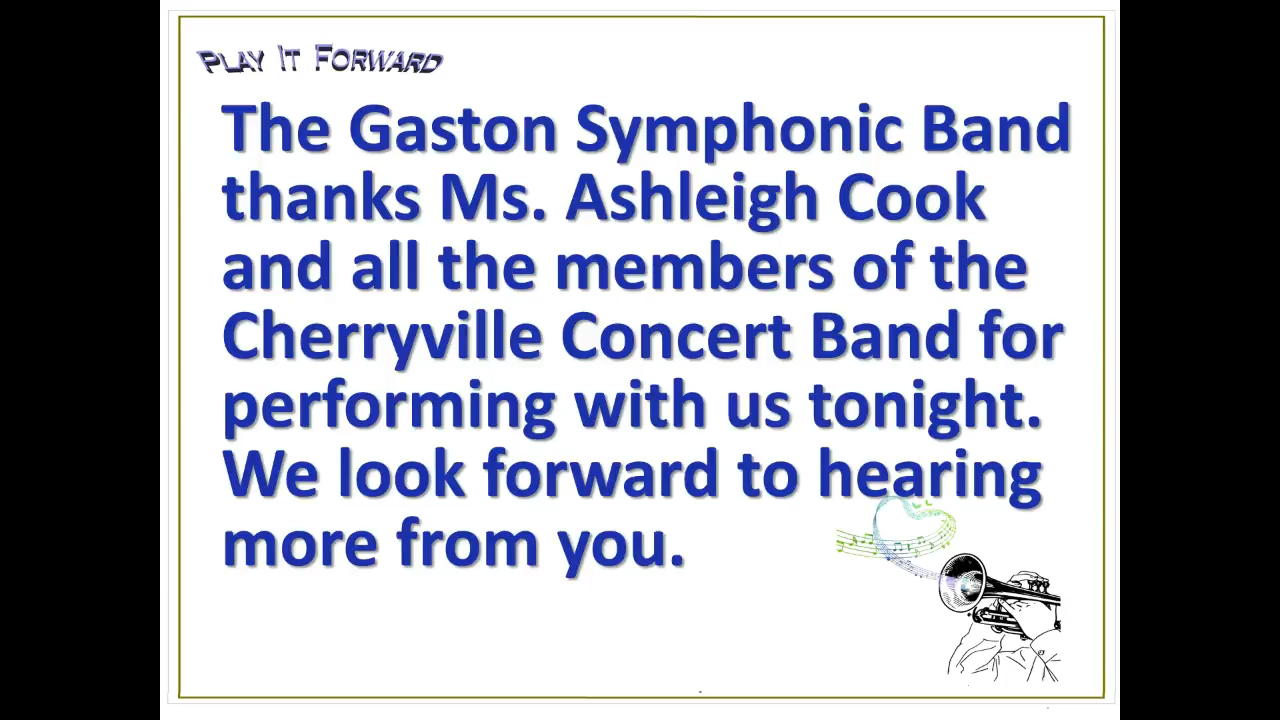 Play It Forward
The Gaston Symphonic Band
thanks Ms. Ashleigh Cook
and all the members of the
Cherryville Concert Band for
performing with us tonight.
We look forward to hearing
more from you.